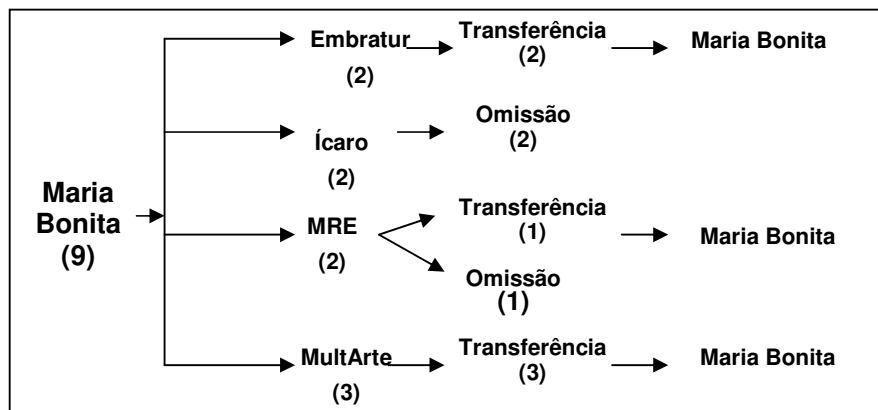 Embratur
(2)
Transferência
(2)
Maria Bonita
Ícaro
(2)
Omissão
(2)
Maria
Bonita
(9)
MRE
(2)
Transferência
(1)
Maria Bonita
Omissão
(1)
MultArte
(3)
Transferência
(3)
Maria Bonita